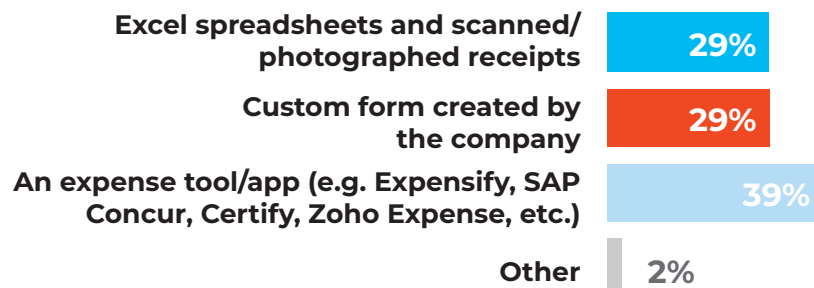 Excel spreadsheets and scanned/
photographed receipts
29%
Custom form created by
the company
29%
An expense tool/app (e.g. Expensify, SAP
Concur, Certify, Zoho Expense, etc.)
39%
Other
2%